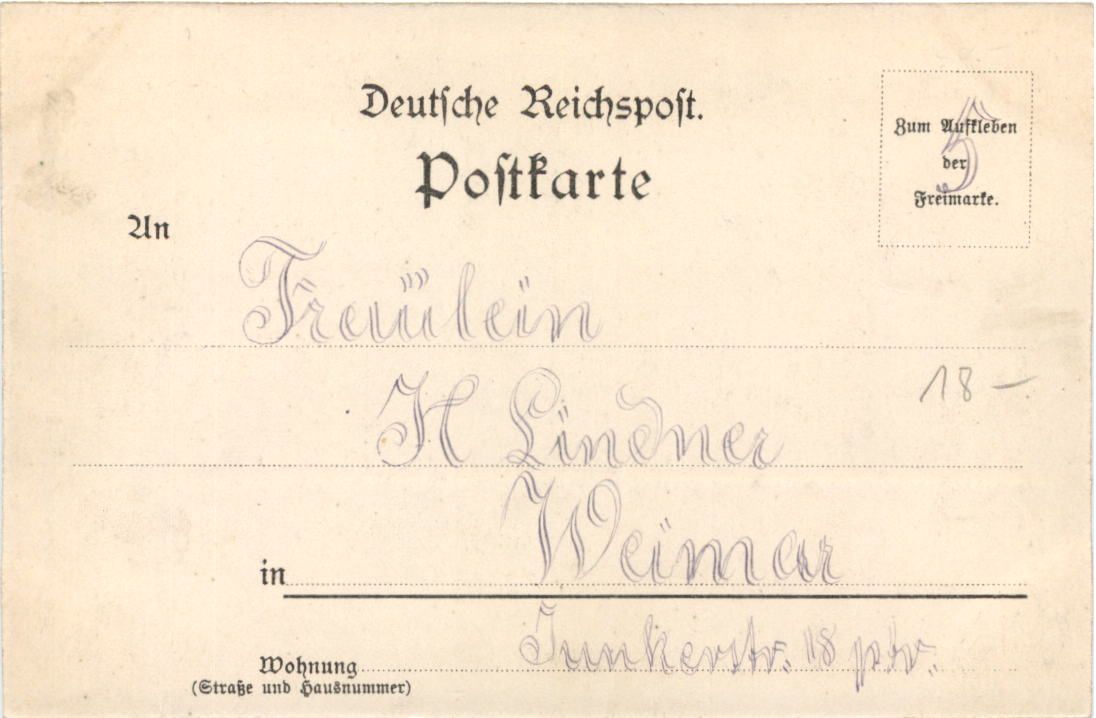 Deutsche Reichspost.
Postkarte
Zum Aufkleben
der
Freimarke.
5
An
Fräulein
H Lindner
18 –
in Weimar
Wohnung Junkerstr. 18 ptr.
(Straße und Hausnummer)